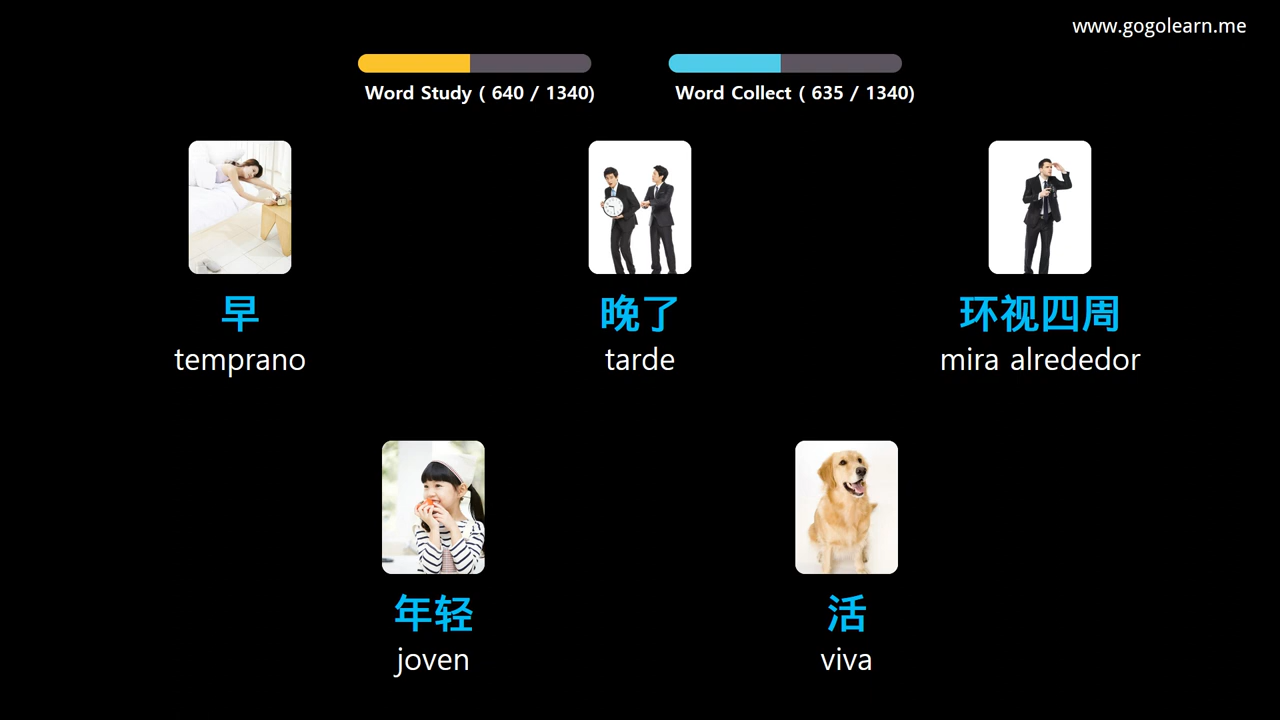 www.gogolearn.me
Word Study ( 640 / 1340)
Word Collect ( 635 / 1340)
早
temprano
晚了
tarde
环视四周
mira alrededor
年轻
joven
活
viva